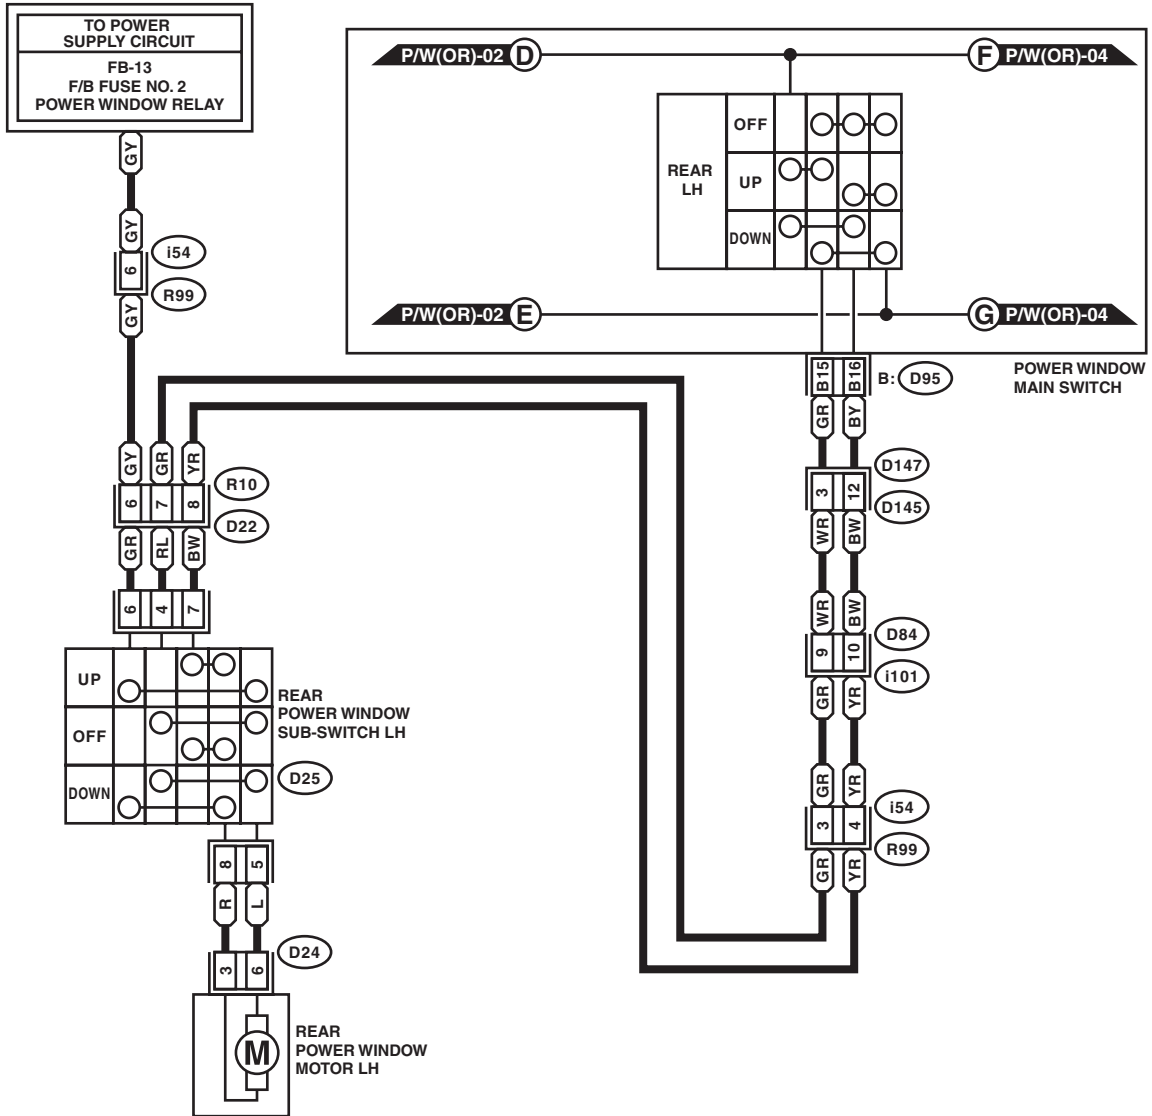 TO POWER
SUPPLY CIRCUIT
FB-13
F/B FUSE NO. 2
POWER WINDOW RELAY
P/W(OR)-02 D
F P/W(OR)-04
REAR
LH
OFF
UP
DOWN
P/W(OR)-02 E
G P/W(OR)-04
POWER WINDOW
MAIN SWITCH
GY
GY
6
i54
R99
GY
B15 B16
B: D95
GR BY
D147
3 12
D145
WR BW
WR BW
D84
9 10
i101
GR YR
GR YR
i54
3 4
R99
GR YR
GY GR YR
R10
6 7 8
D22
GR RL BW
6 4 7
UP
OFF
DOWN
REAR
POWER WINDOW
SUB-SWITCH LH
D25
8 5
R L
D24
3 6
M
REAR
POWER WINDOW
MOTOR LH